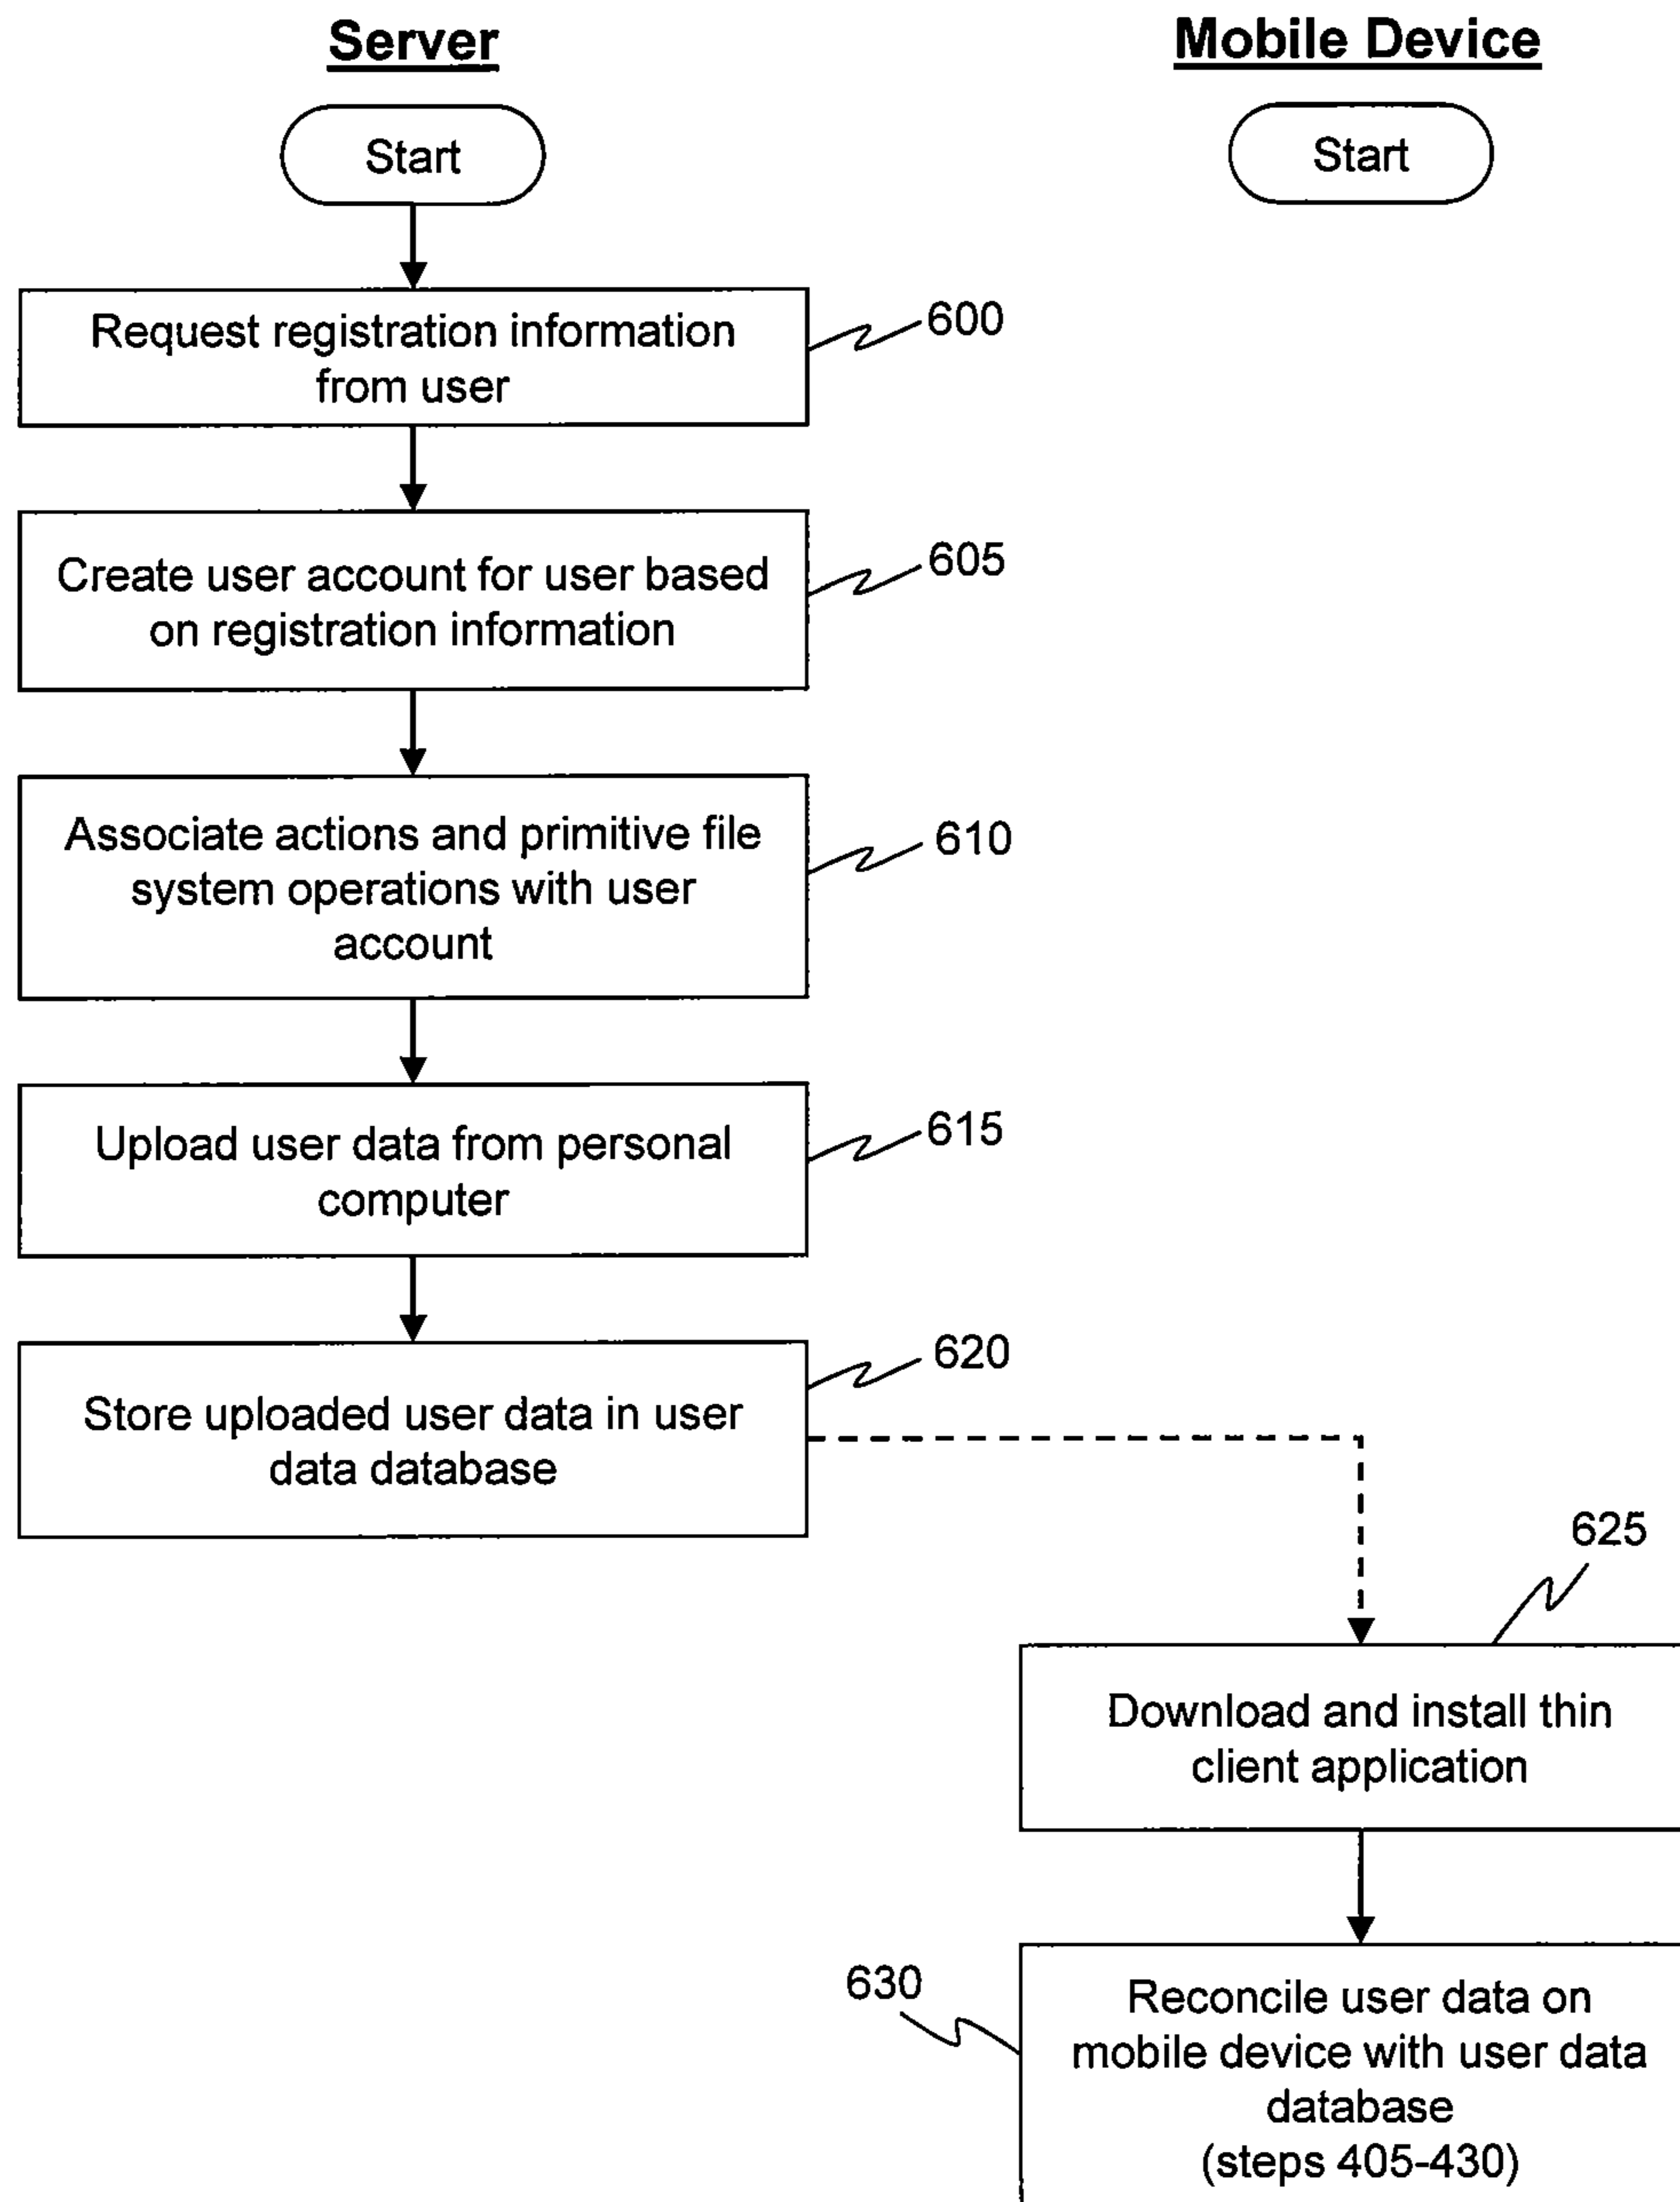 Server
Mobile Device
Start
Start
Request registration information
from user
600
Create user account for user based
on registration information
605
Associate actions and primitive file
system operations with user
account
610
Upload user data from personal
computer
615
Store uploaded user data in user
data database
620
625
Download and install thin
client application
630
Reconcile user data on
mobile device with user data
database
(steps 405-430)